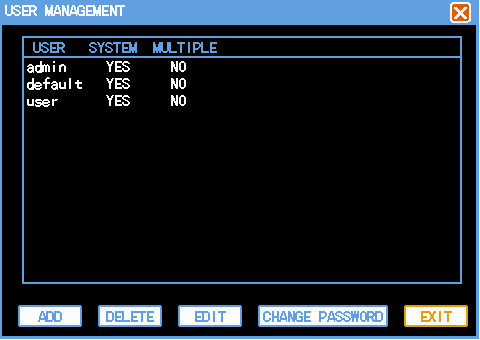 USER MANAGEMENT
USER SYSTEM MULTIPLE
admin YES NO
default YES NO
user YES NO
ADD DELETE EDIT CHANGE PASSWORD EXIT